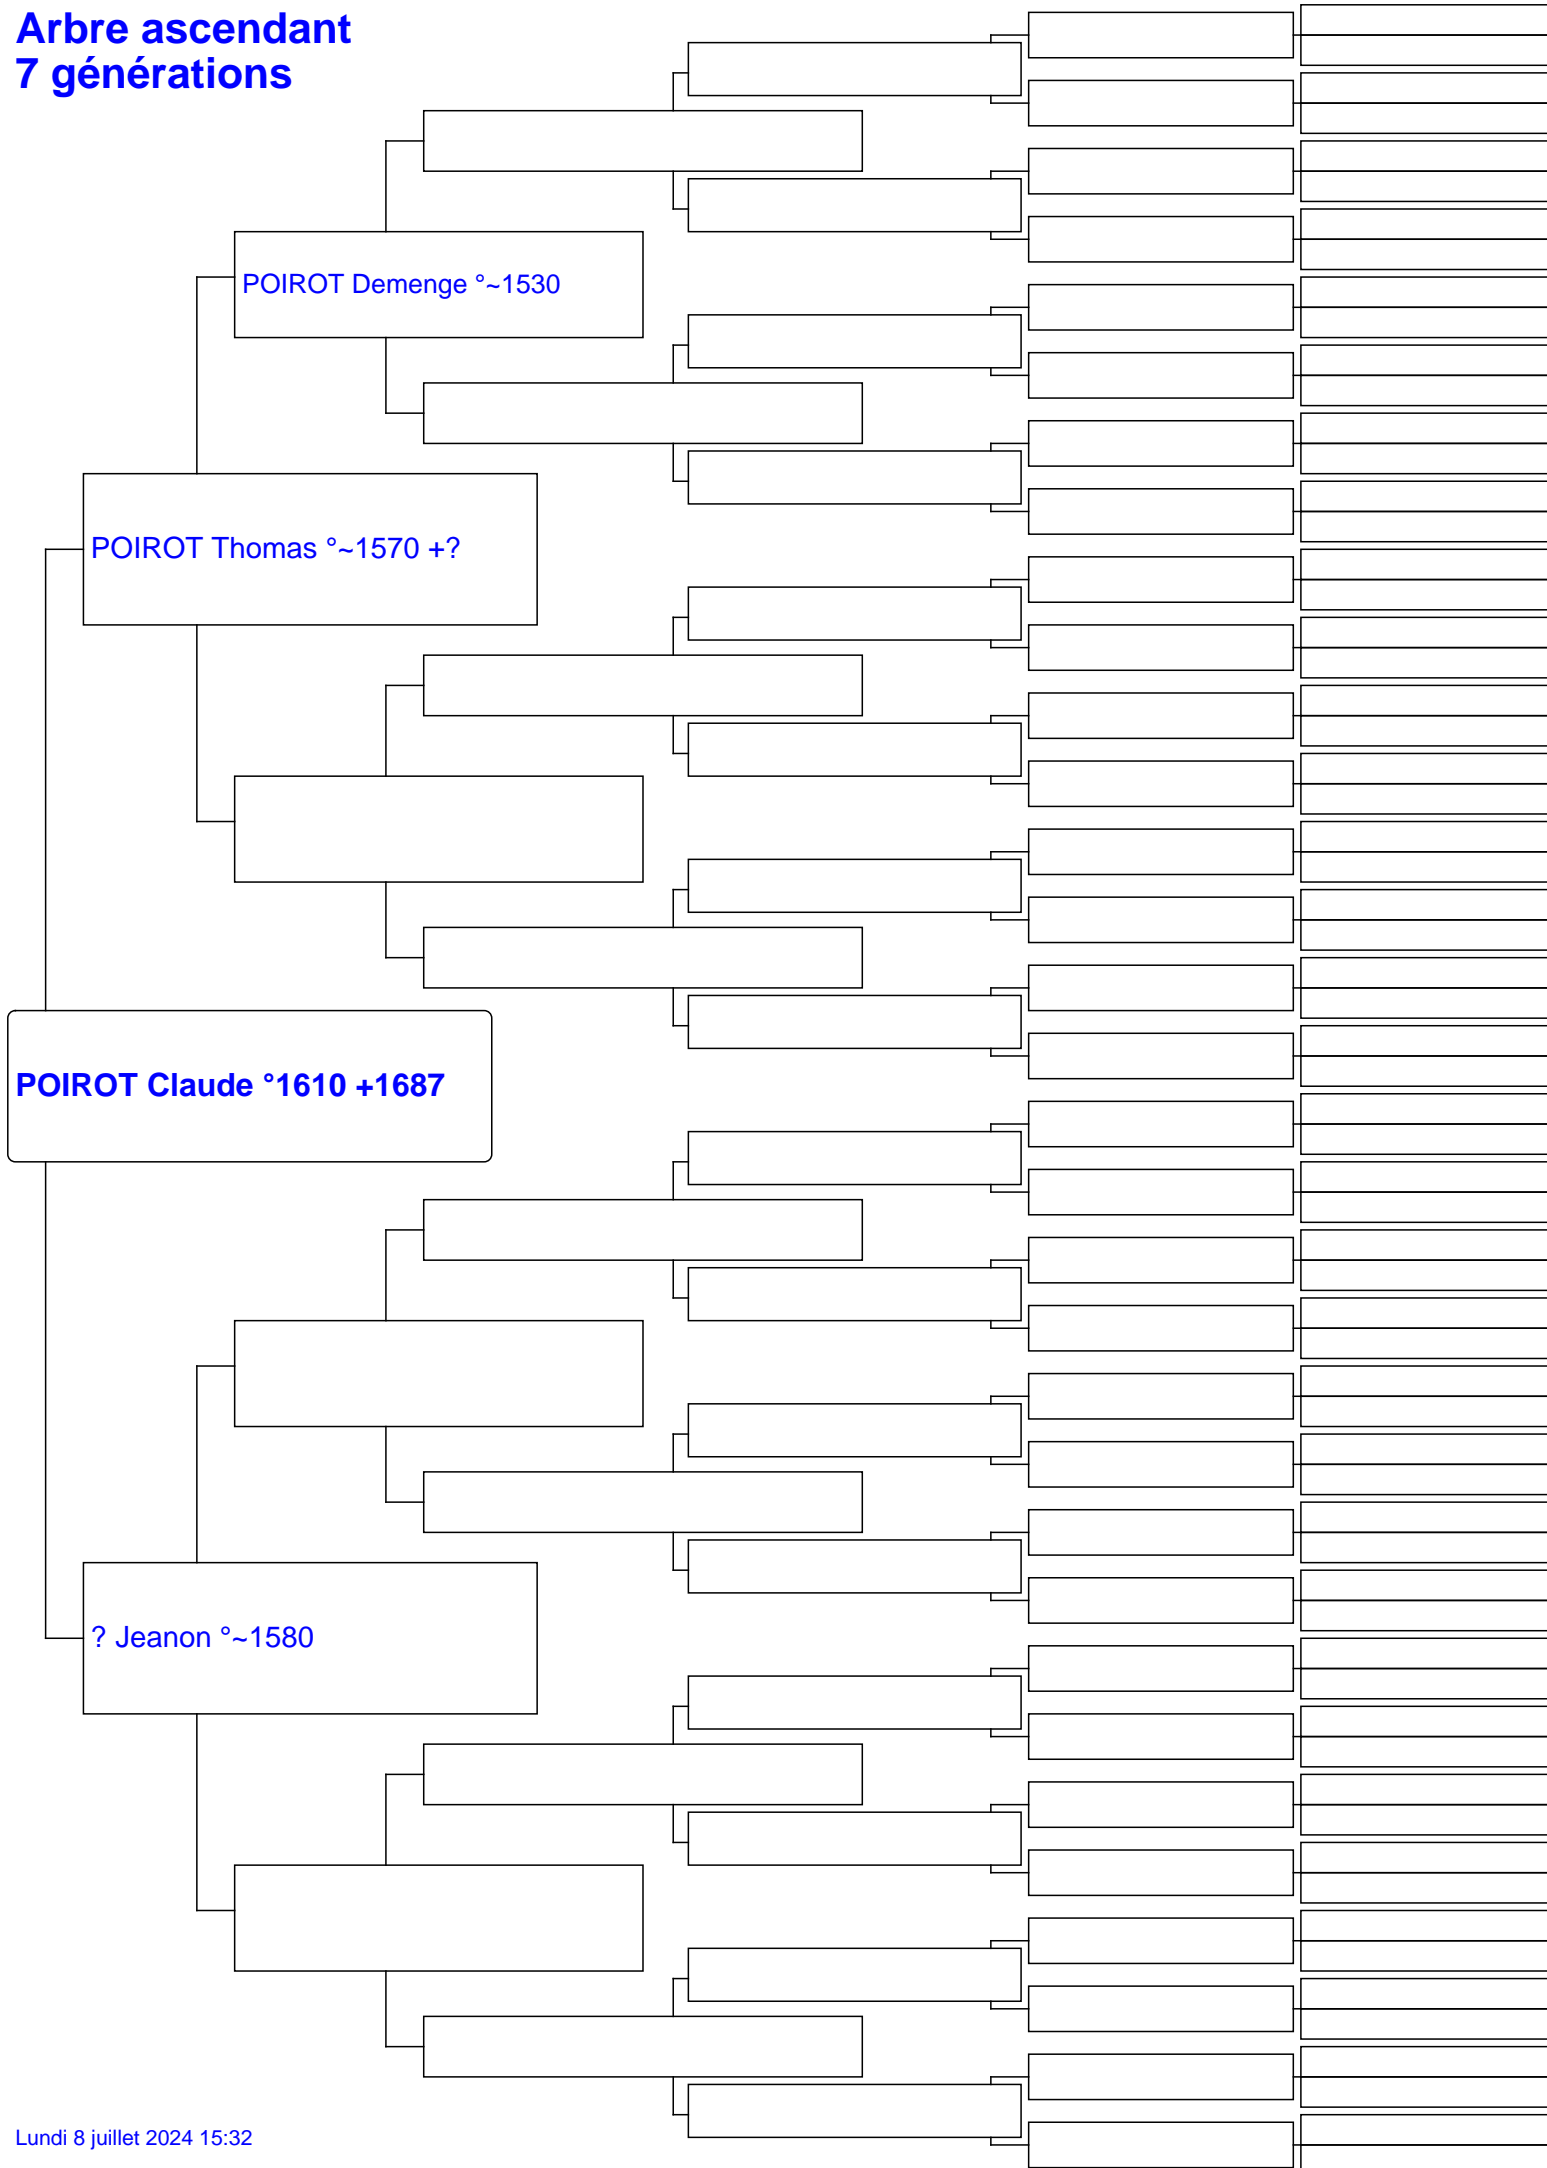 Arbre ascendant
7 générations
POIROT Demenge °~1530
POIROT Thomas °~1570 +?
POIROT Claude °1610 +1687
? Jeanon °~1580
Lundi 8 juillet 2024 15:32